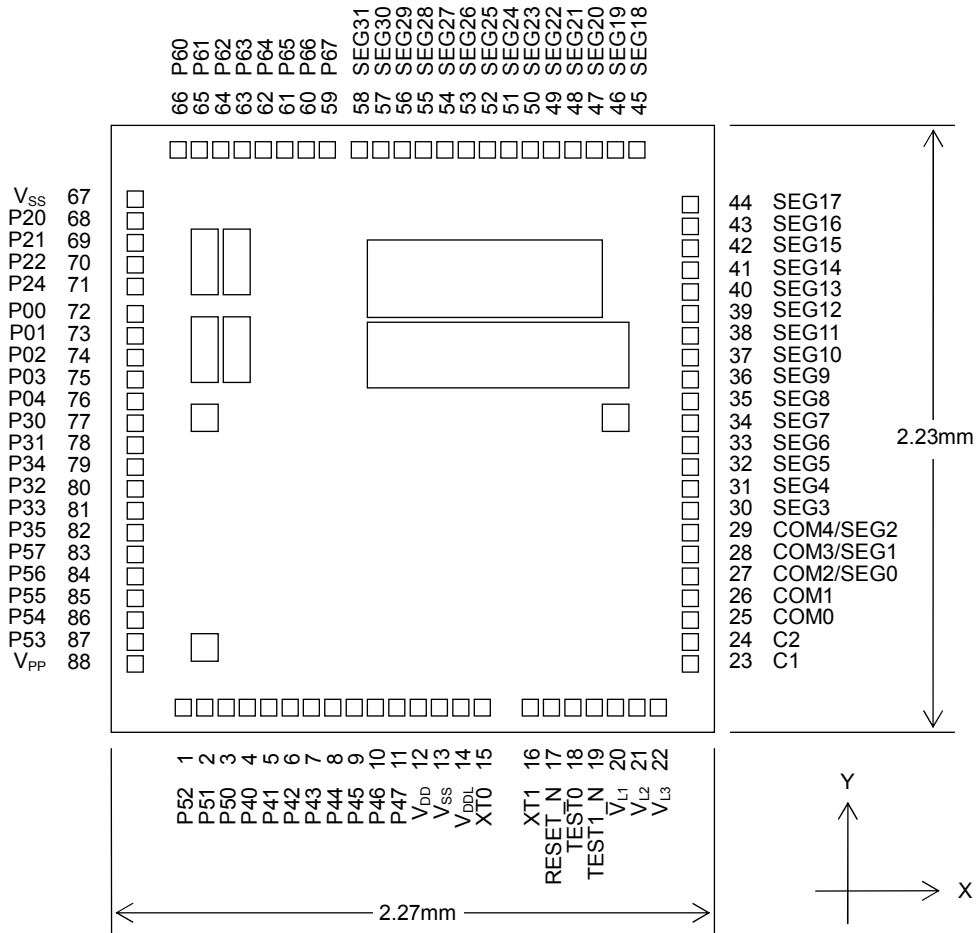 66 P60
65 P61
64 P62
63 P63
62 P64
61 P65
60 P66
59 P67
58 SEG31
57 SEG30
56 SEG29
55 SEG28
54 SEG27
53 SEG26
52 SEG25
51 SEG24
50 SEG23
49 SEG22
48 SEG21
47 SEG20
46 SEG19
45 SEG18
VSS 67
P20 68
P21 69
P22 70
P24 71
P00 72
P01 73
P02 74
P03 75
P04 76
P30 77
P31 78
P34 79
P32 80
P33 81
P35 82
P57 83
P56 84
P55 85
P54 86
P53 87
VPP 88
44 SEG17
43 SEG16
42 SEG15
41 SEG14
40 SEG13
39 SEG12
38 SEG11
37 SEG10
36 SEG9
35 SEG8
34 SEG7
33 SEG6
32 SEG5
31 SEG4
30 SEG3
29 COM4/SEG2
28 COM3/SEG1
27 COM2/SEG0
26 COM1
25 COM0
24 C2
23 C1
2.23mm
P52 1
P51 2
P50 3
P40 4
P41 5
P42 6
P43 7
P44 8
P45 9
P46 10
P47 11
VDD 12
VSS 13
VDDL 14
XT0 15
XT1 16
RESET_N 17
TEST0 18
TEST1_N 19
VL1 20
VL2 21
VL3 22
2.27mm
Y
X